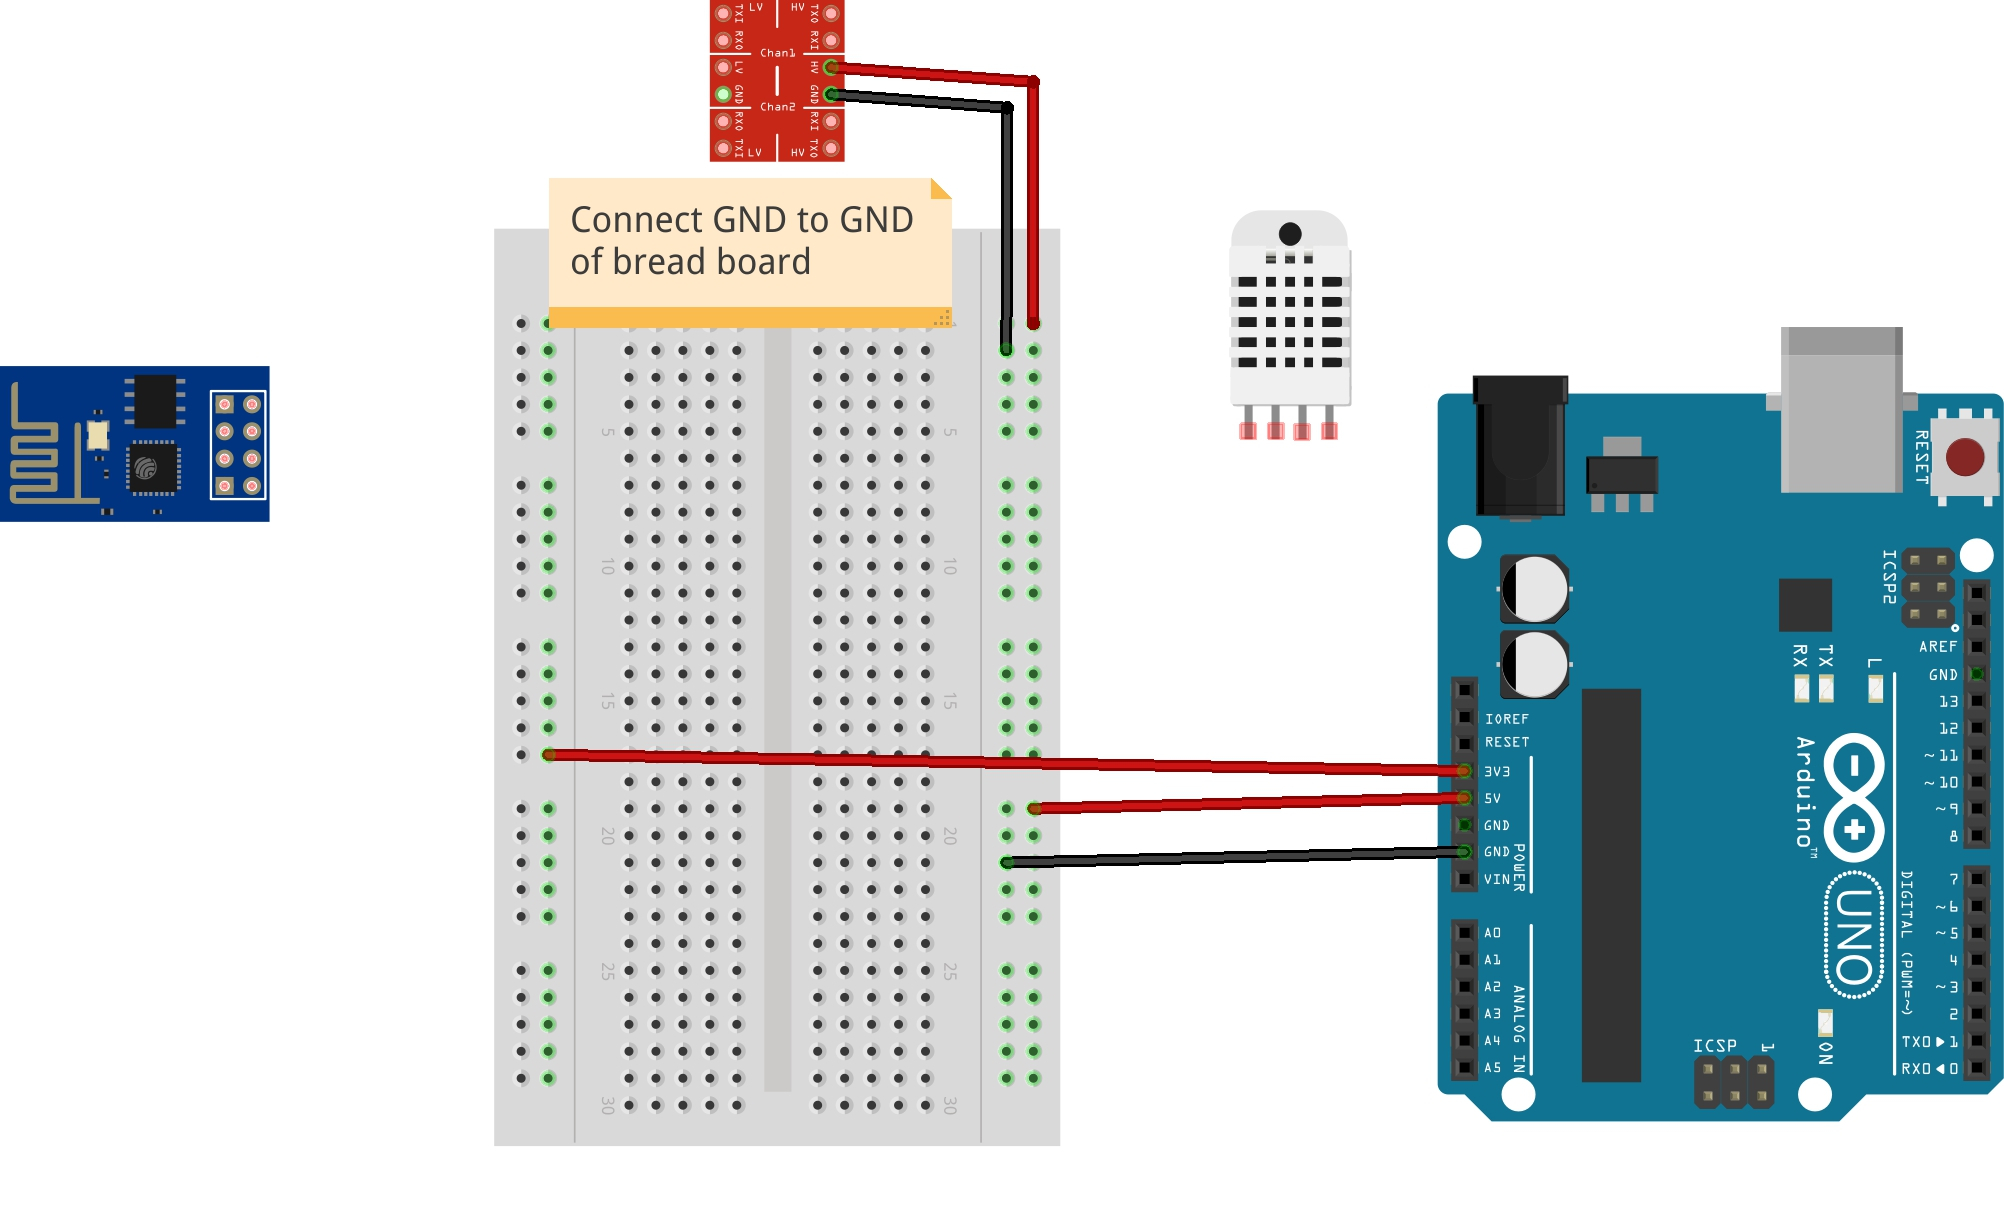 TXI LV HV TXO
RXO RXI
Chan1
LV HV
GND GND
Chan2
RXO RXI
TXI LV HV TXO
Connect GND to GND
of bread board
5 5
10 10
15 15
20 20
25 25
30 30
RESET
ICSP2
AREF
GND
13
12
~11
~10
~9
8
RX TX L
IOREF
RESET
3V3
5V
GND
GND
VIN
POWER
Arduino™
UNO
7
~6
~5
4
~3
2
TX0▶1
RX0◀0
DIGITAL (PWM=~)
A0
A1
A2
A3
A4
A5
ANALOG IN
ON
ICSP 1